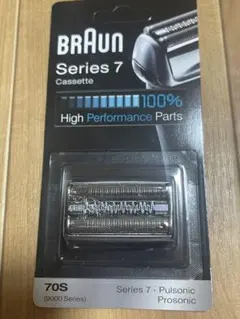 BRAUN
Series 7
Cassette
100%
High Performance Parts
70S
(9000 Series)
Series 7 - Pulsonic
Prosonic